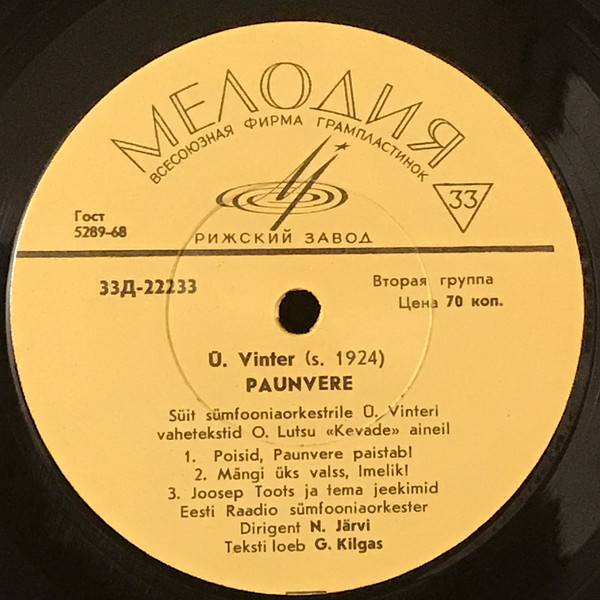 МЕЛОДИЯ
ВСЕСОЮЗНАЯ ФИРМА ГРАМПЛАСТИНОК
33
Гост
5289-68
РИЖСКИЙ ЗАВОД
33Д-22233
Вторая группа
Цена 70 коп.
Ü. Vinter (s. 1924)
PAUNVERE
Süit sümfooniaorkestrile Ü. Vinteri
vahetekstid O. Lutsu «Kevade» aineil
1. Poisid, Paunvere paistab!
2. Mängi üks valss, Imelik!
3. Joosep Toots ja tema jeekimid
Eesti Raadio sümfooniaorkester
Dirigent N. Järvi
Teksti loeb G. Kilgas